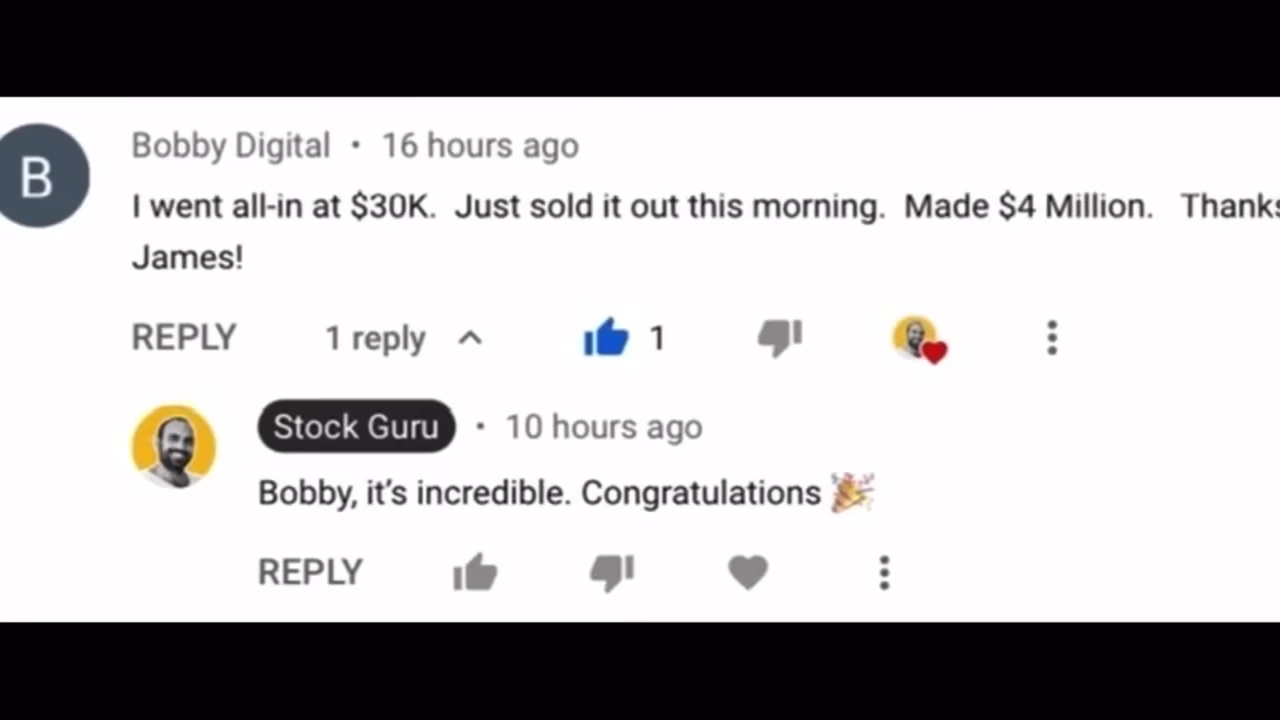 B
Bobby Digital • 16 hours ago
I went all-in at $30K. Just sold it out this morning. Made $4 Million. Thanks
James!
REPLY 1 reply 1
Stock Guru • 10 hours ago
Bobby, it's incredible. Congratulations 🎉
REPLY